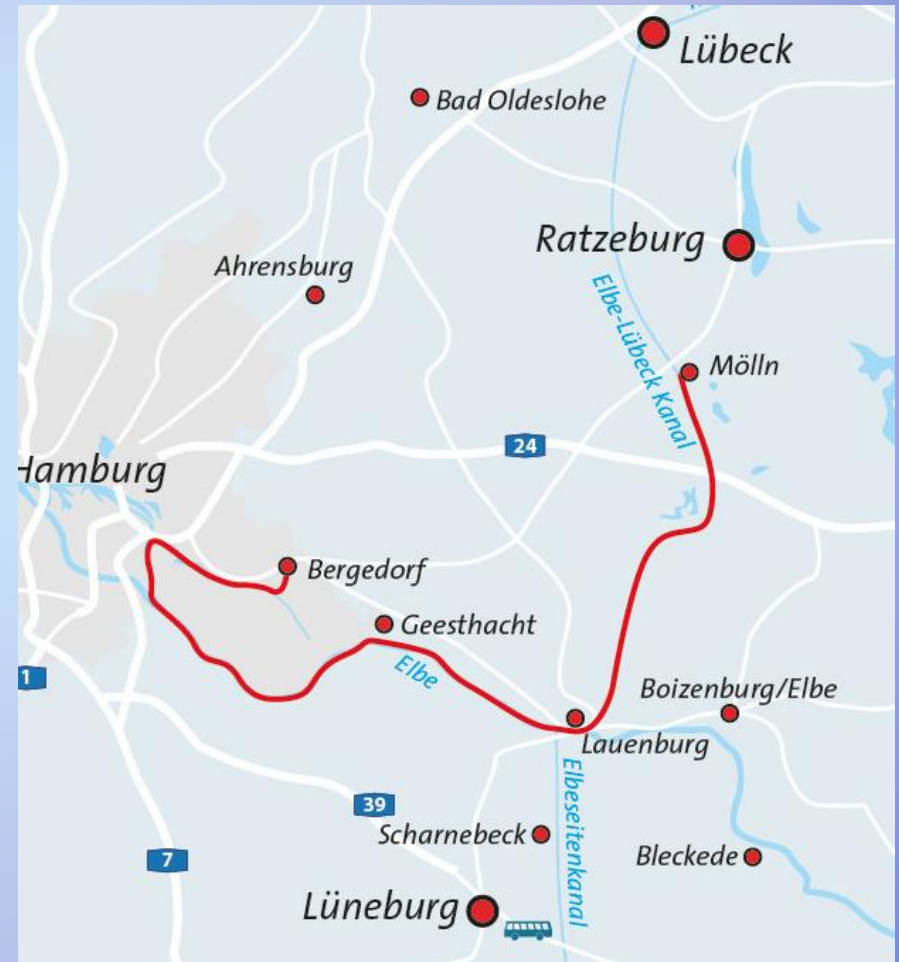 Lübeck
Bad Oldeslohe
Ratzeburg
Ahrensburg
Elbe-Lübeck Kanal
Mölln
24
Hamburg
Bergedorf
Geesthacht
Elbe
1
Boizenburg/Elbe
Lauenburg
39
Elbeseitenkanal
Scharnebeck
7
Bleckede
Lüneburg